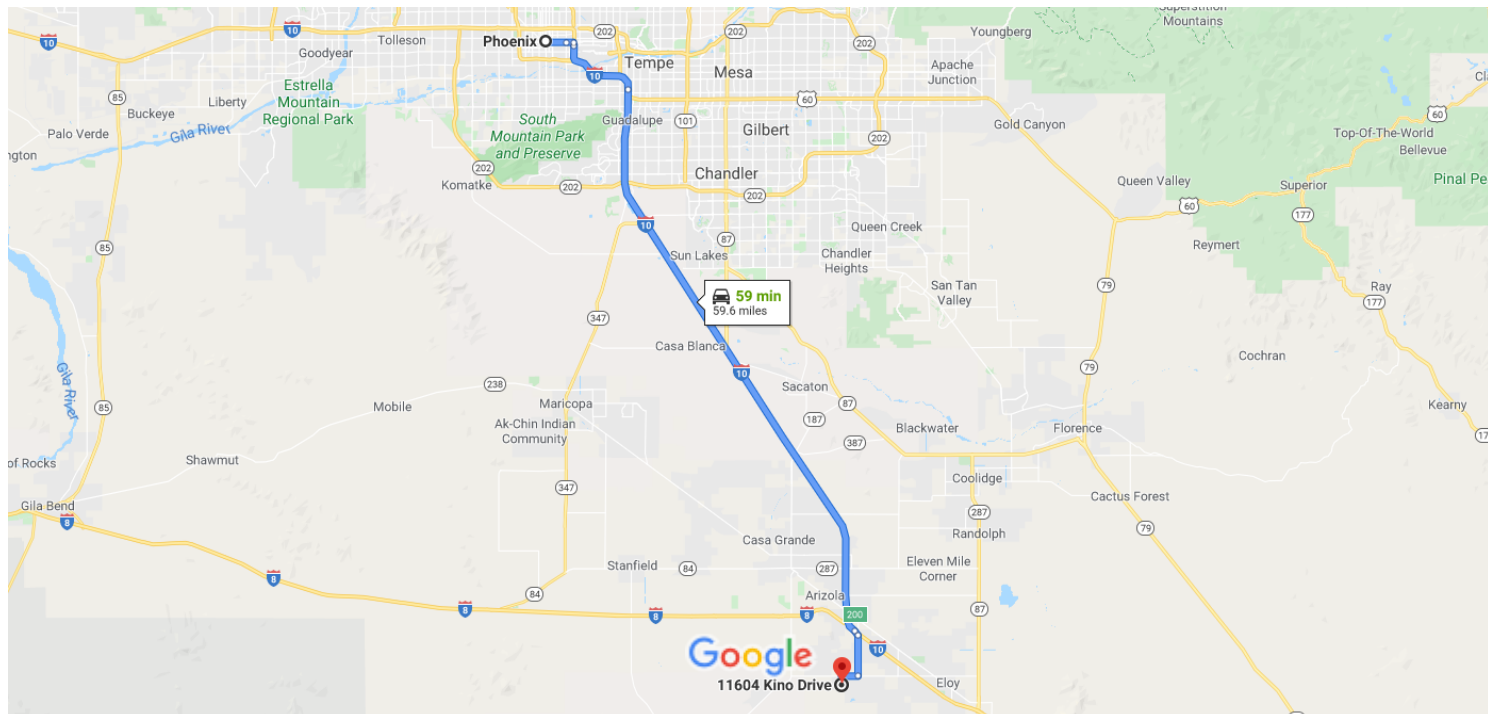 Superstition
Mountains
10
10
Goodyear
Tolleson
202
Phoenix
202
202
Youngberg
Tempe
Mesa
Apache
Junction
10
85
Estrella
Mountain
Regional Park
Liberty
Buckeye
Gila River
Palo Verde
South
Mountain Park
and Preserve
Guadalupe
101
60
Gilbert
202
Gold Canyon
60
Top-Of-The-World
Bellevue
202
Komatke
202
Chandler
202
Queen Valley
60
Superior
177
10
87
Queen Creek
85
Sun Lakes
Chandler
Heights
Reymert
San Tan
Valley
79
Ray
177
59 min
59.6 miles
347
Casa Blanca
10
Cochran
Gila River
238
Sacaton
79
85
Mobile
Maricopa
87
Kearny
Ak-Chin Indian
Community
187
387
Blackwater
Florence
of Rocks
Shawmut
347
Coolidge
Cactus Forest
Gila Bend
8
287
79
Casa Grande
Randolph
Stanfield
84
287
Eleven Mile
Corner
8
84
Arizola
8
8
8
200
87
Google
10
11604 Kino Drive
Eloy